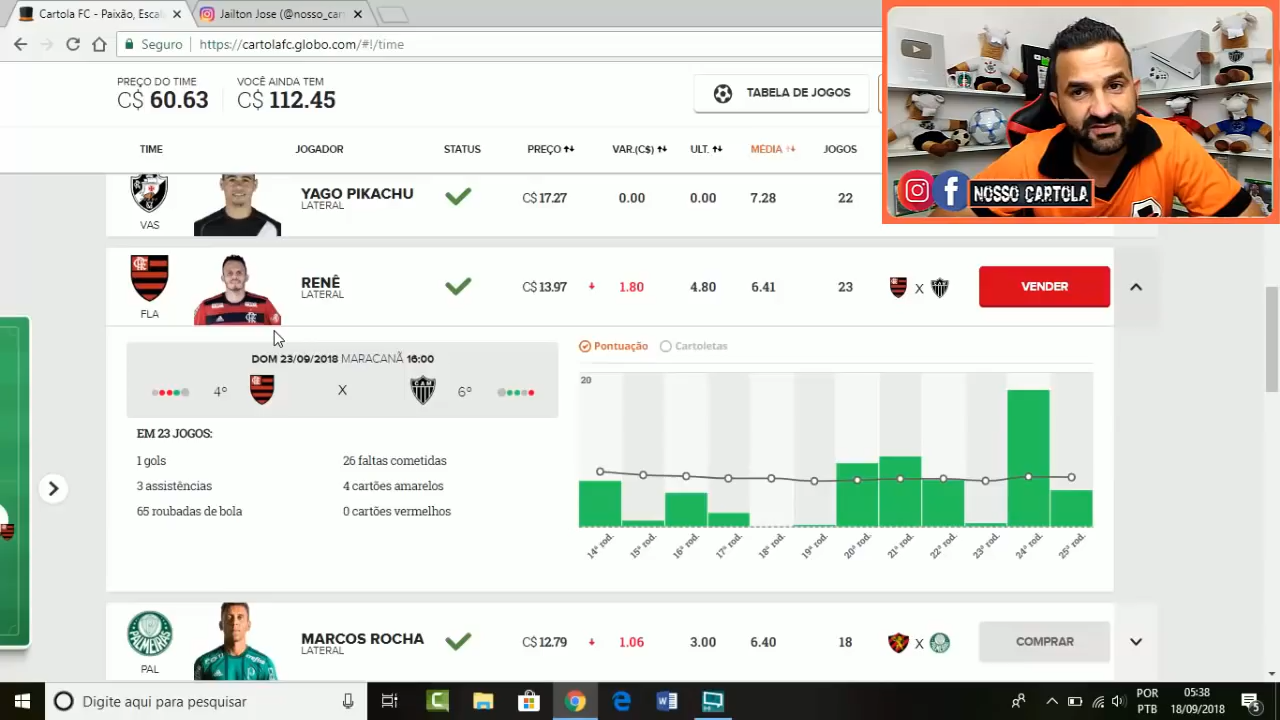 Cartola FC - Paixão, Escal
Jailton Jose (@nosso_car
Seguro
https://cartolafc.globo.com/#!/time
PREÇO DO TIME
C$ 60.63
VOCÊ AINDA TEM
C$ 112.45
TABELA DE JOGOS
TIME JOGADOR STATUS PREÇO VAR.(C$) ULT. MÉDIA JOGOS
NOSSO CARTOLA
VAS
YAGO PIKACHU
LATERAL
C$ 17.27 0.00 0.00 7.28 22
FLA
RENÊ
LATERAL
C$ 13.97 1.80 4.80 6.41 23 X VENDER
DOM 23/09/2018 MARACANÃ 16:00
4º X 6º
EM 23 JOGOS:
1 gols
3 assistências
65 roubadas de bola
26 faltas cometidas
4 cartões amarelos
0 cartões vermelhos
Pontuação Cartoletas
20
14ª rod. 15ª rod. 16ª rod. 17ª rod. 18ª rod. 19ª rod. 20ª rod. 21ª rod. 22ª rod. 23ª rod. 24ª rod. 25ª rod.
PAL
MARCOS ROCHA
LATERAL
C$ 12.79 1.06 3.00 6.40 18 X COMPRAR
Digite aqui para pesquisar
POR
PTB
05:38
18/09/2018
5